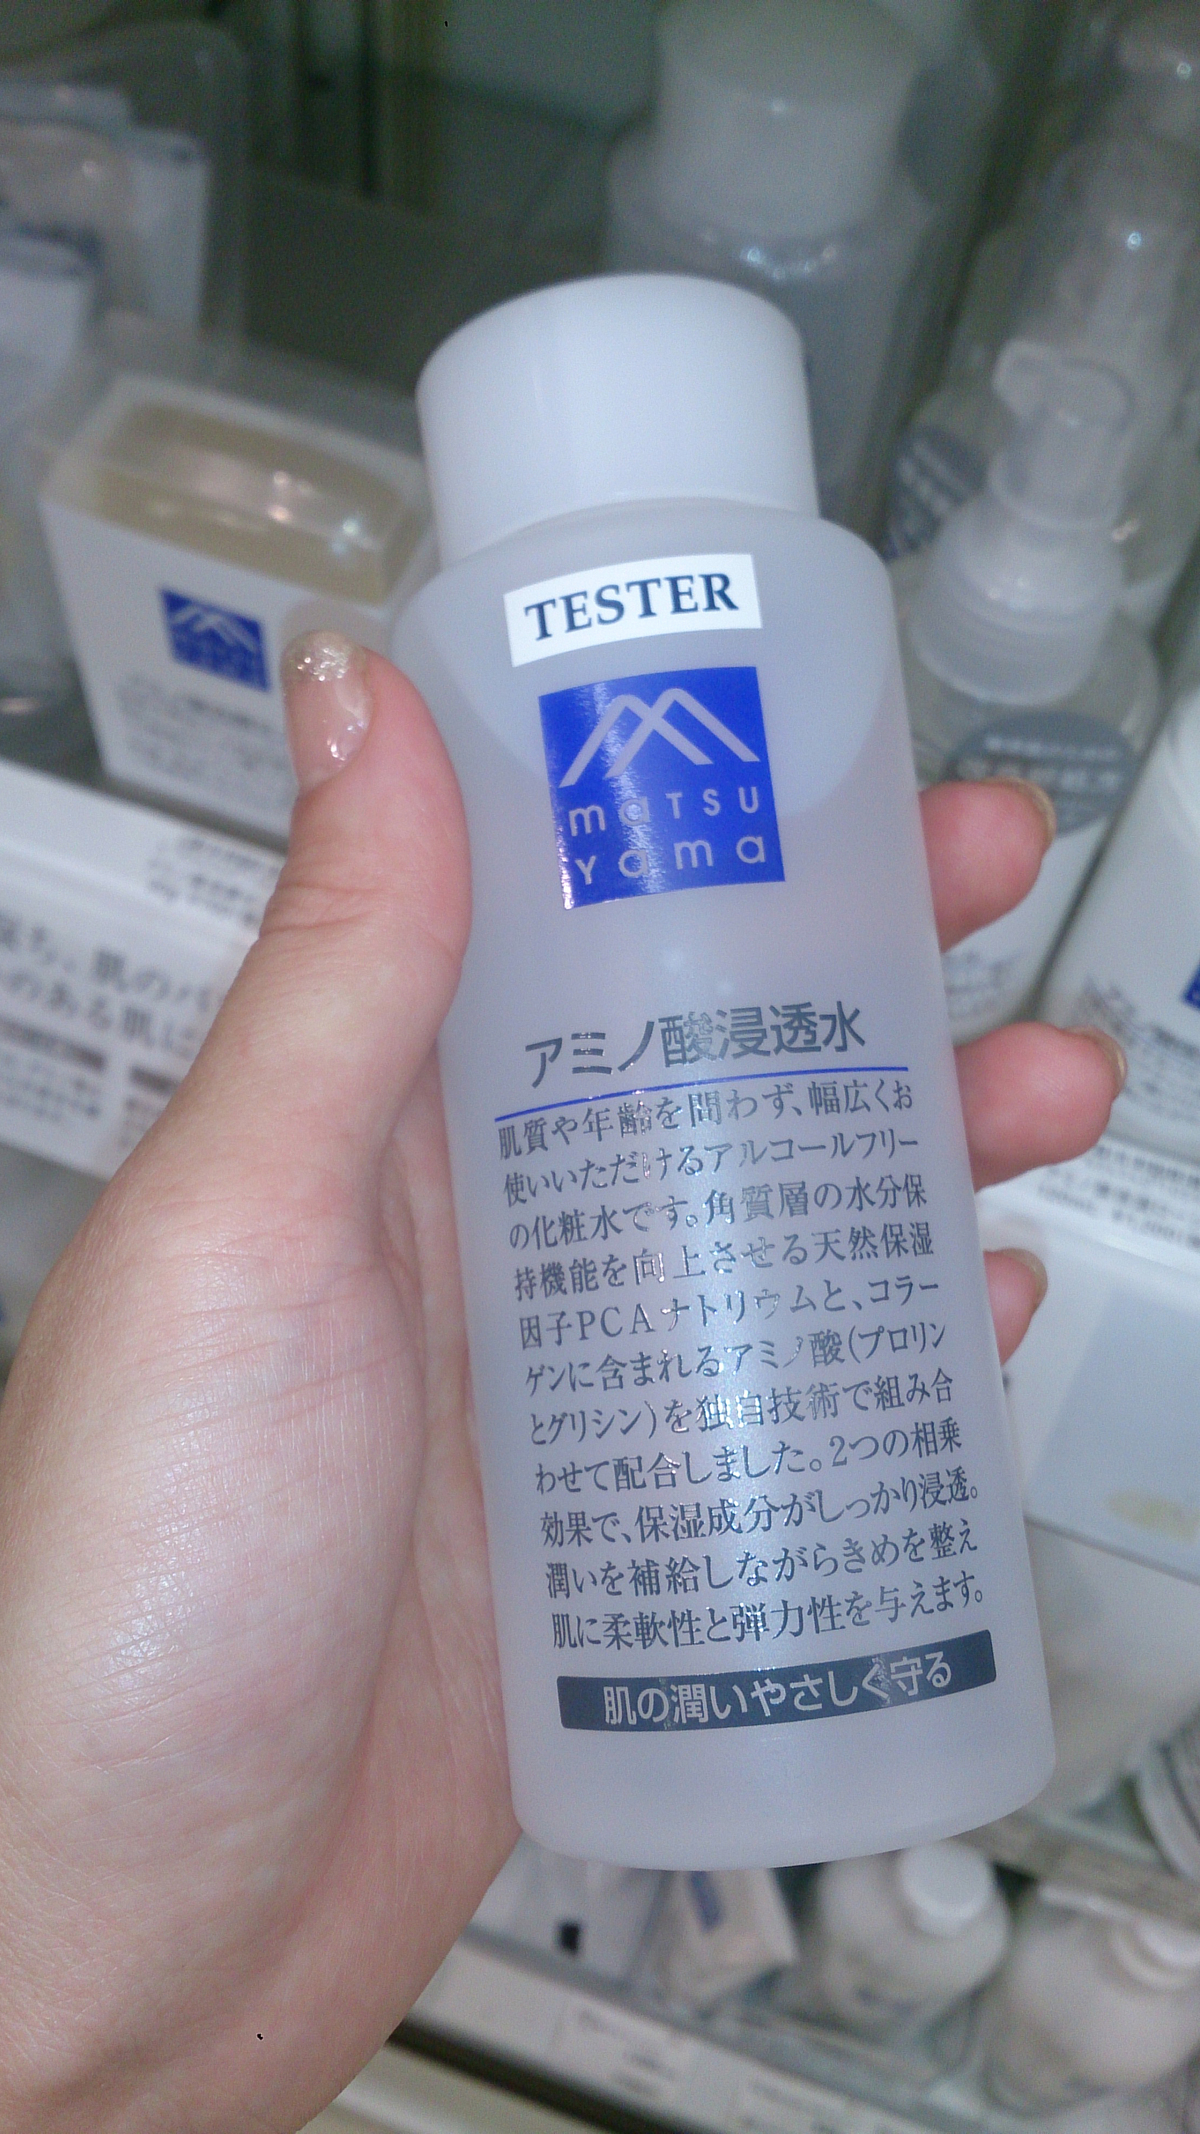 TESTER
maTSU
yama
アミノ酸浸透水
肌質や年齢を問わず、幅広くお
使いいただけるアルコールフリー
の化粧水です。角質層の水分保
持機能を向上させる天然保湿
因子PCAナトリウムと、コラー
ゲンに含まれるアミノ酸(プロリン
とグリシン)を独自技術で組み合
わせて配合しました。2つの相乗
効果で、保湿成分がしっかり浸透。
潤いを補給しながらきめを整え
肌に柔軟性と弾力性を与えます。
肌の潤いやさしく守る
肌の
のある肌に